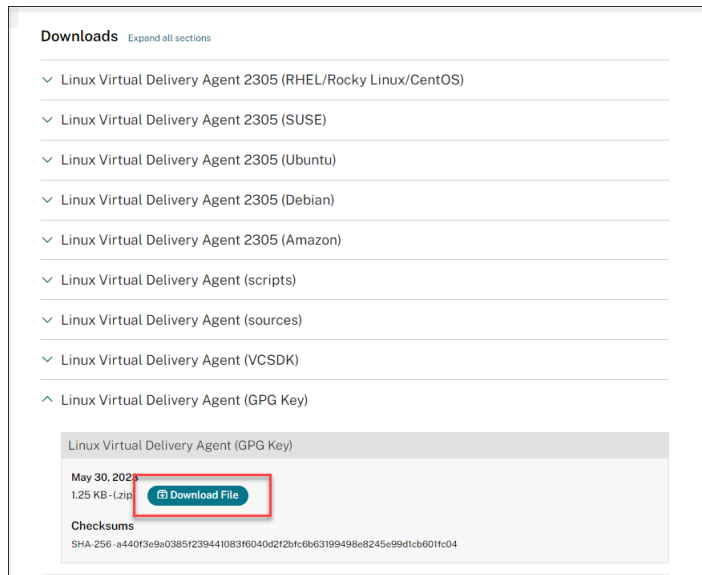 Downloads Expand all sections
Linux Virtual Delivery Agent 2305 (RHEL/Rocky Linux/CentOS)
Linux Virtual Delivery Agent 2305 (SUSE)
Linux Virtual Delivery Agent 2305 (Ubuntu)
Linux Virtual Delivery Agent 2305 (Debian)
Linux Virtual Delivery Agent 2305 (Amazon)
Linux Virtual Delivery Agent (scripts)
Linux Virtual Delivery Agent (sources)
Linux Virtual Delivery Agent (VCSDK)
Linux Virtual Delivery Agent (GPG Key)
Linux Virtual Delivery Agent (GPG Key)
May 30, 2023
1.25 KB - (.zip Download File
Checksums
SHA-256 - a440f3e9a0385f239441083f6040d2f2bfc6b63199498e8245e99d1cb601fc04